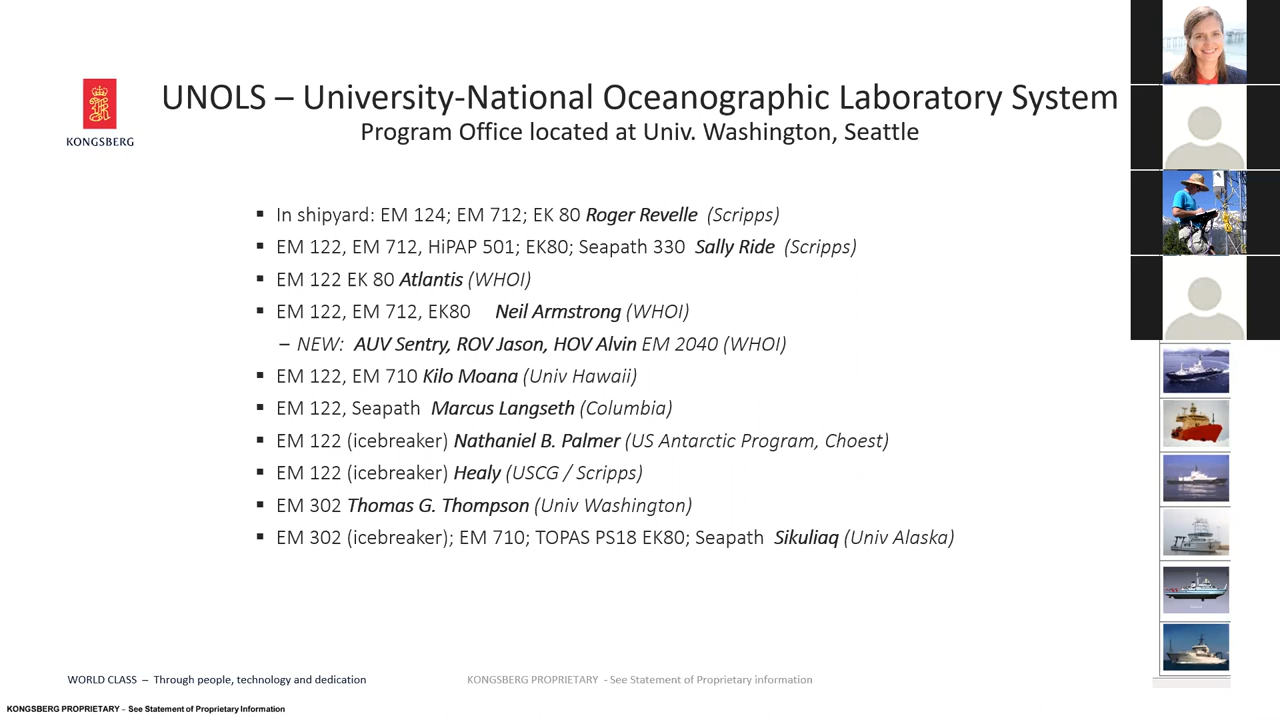 UNOLS – University-National Oceanographic Laboratory System
Program Office located at Univ. Washington, Seattle
KONGSBERG
In shipyard: EM 124; EM 712; EK 80 Roger Revelle (Scripps)
EM 122, EM 712, HiPAP 501; EK80; Seapath 330 Sally Ride (Scripps)
EM 122 EK 80 Atlantis (WHOI)
EM 122, EM 712, EK80 Neil Armstrong (WHOI)
– NEW: AUV Sentry, ROV Jason, HOV Alvin EM 2040 (WHOI)
EM 122, EM 710 Kilo Moana (Univ Hawaii)
EM 122, Seapath Marcus Langseth (Columbia)
EM 122 (icebreaker) Nathaniel B. Palmer (US Antarctic Program, Choest)
EM 122 (icebreaker) Healy (USCG / Scripps)
EM 302 Thomas G. Thompson (Univ Washington)
EM 302 (icebreaker); EM 710; TOPAS PS18 EK80; Seapath Sikuliaq (Univ Alaska)
WORLD CLASS – Through people, technology and dedication
KONGSBERG PROPRIETARY - See Statement of Proprietary information
KONGSBERG PROPRIETARY – See Statement of Proprietary Information